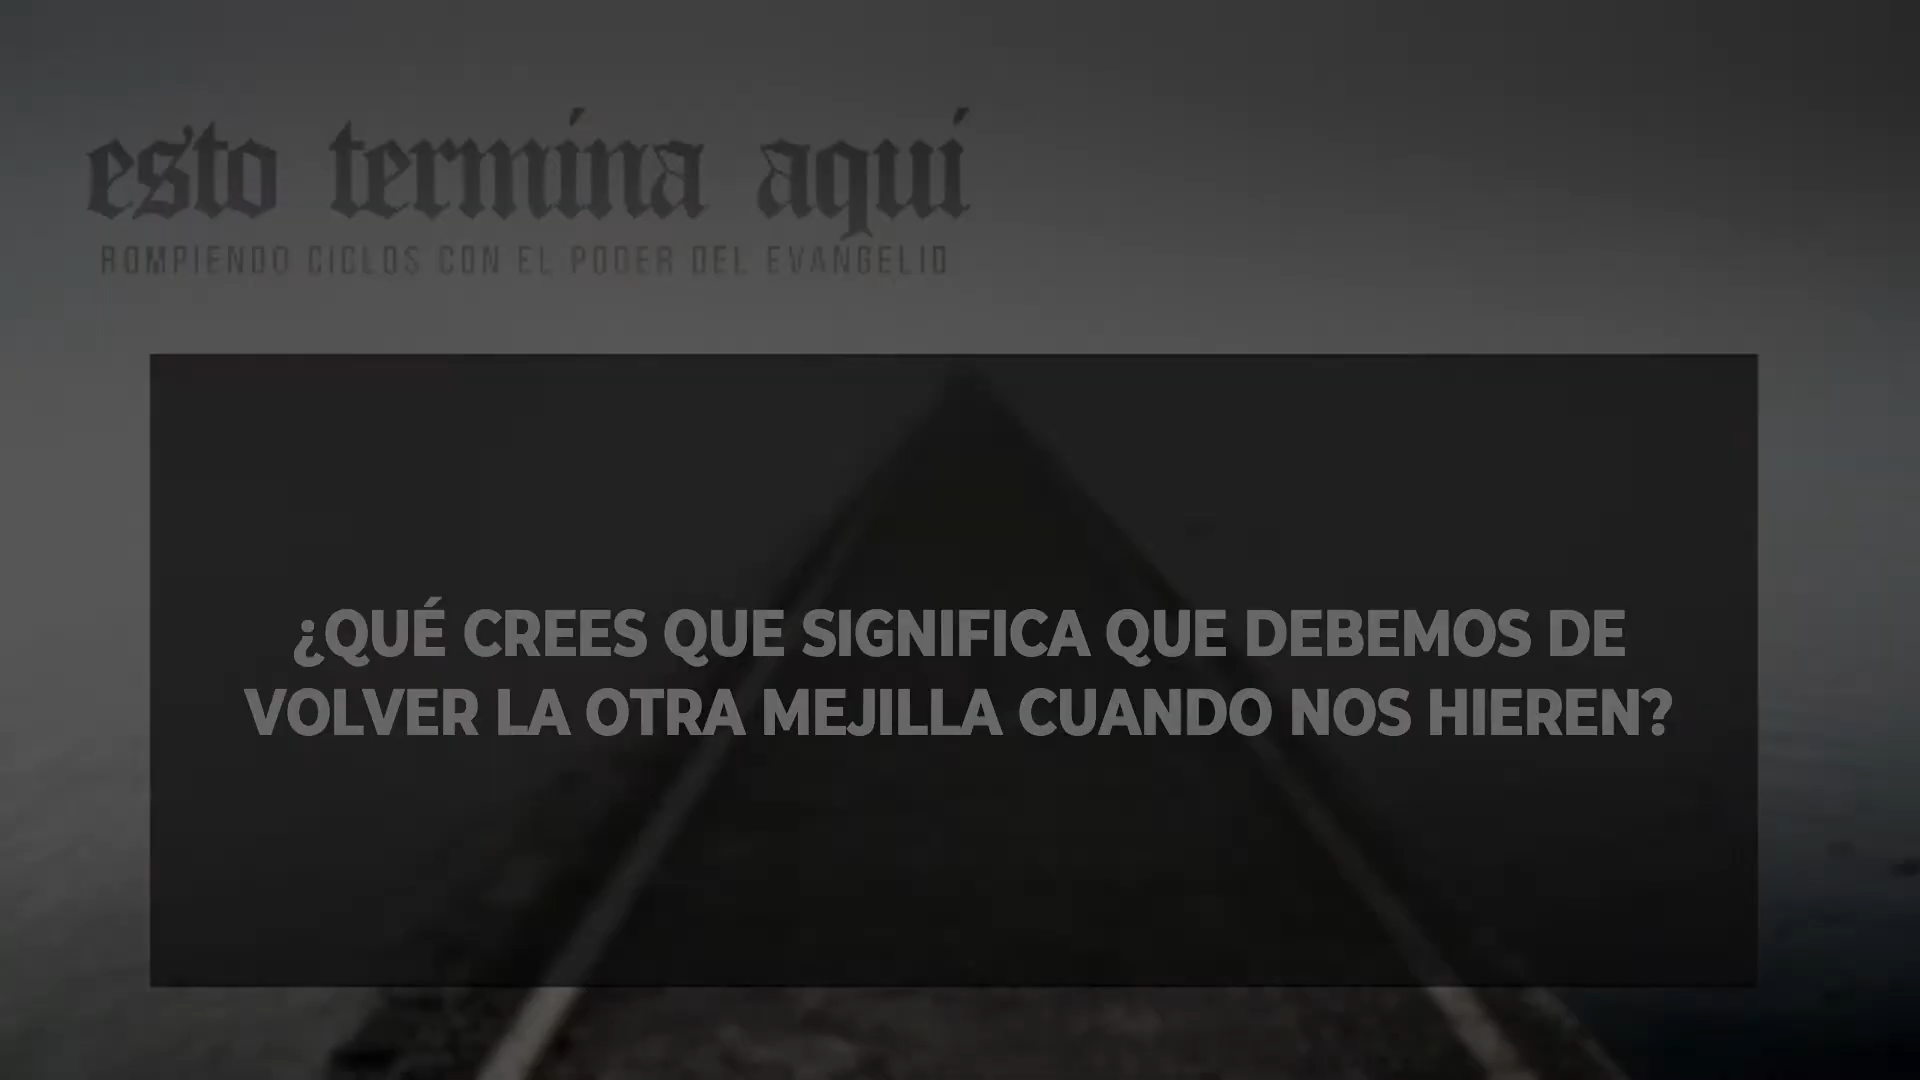 esto termina aquí
ROMPIENDO CICLOS CON EL PODER DEL EVANGELIO
¿QUÉ CREES QUE SIGNIFICA QUE DEBEMOS DE
VOLVER LA OTRA MEJILLA CUANDO NOS HIEREN?